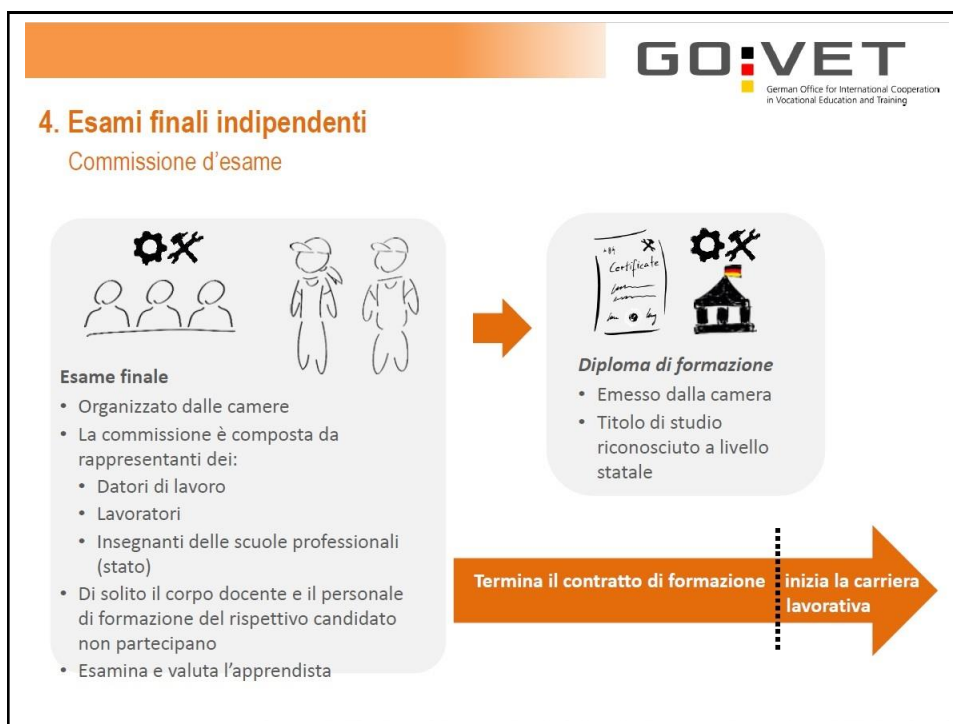 GO:VET
German Office for International Cooperation
in Vocational Education and Training
4. Esami finali indipendenti
Commissione d'esame
Esame finale
• Organizzato dalle camere
• La commissione è composta da
rappresentanti dei:
• Datori di lavoro
• Lavoratori
• Insegnanti delle scuole professionali
(stato)
• Di solito il corpo docente e il personale
di formazione del rispettivo candidato
non partecipano
• Esamina e valuta l'apprendista
Certificate
Diploma di formazione
• Emesso dalla camera
• Titolo di studio
riconosciuto a livello
statale
Termina il contratto di formazione
inizia la carriera
lavorativa